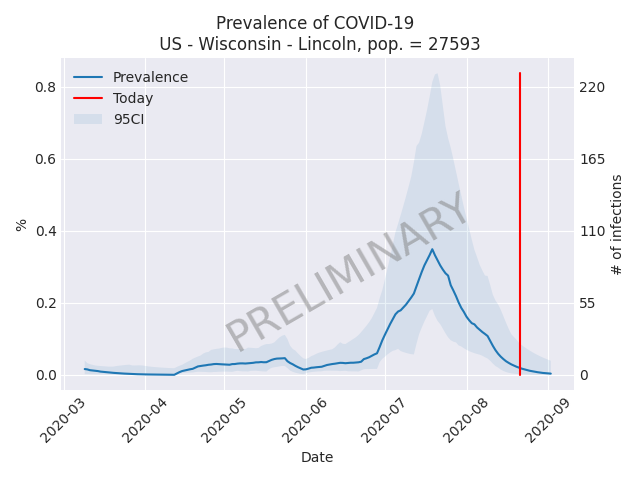 Prevalence of COVID-19
US - Wisconsin - Lincoln, pop. = 27593
Prevalence
Today
95CI
PRELIMINARY
%
0.8
0.6
0.4
0.2
0.0
220
165
110
55
0
# of infections
2020-03
2020-04
2020-05
2020-06
2020-07
2020-08
2020-09
Date